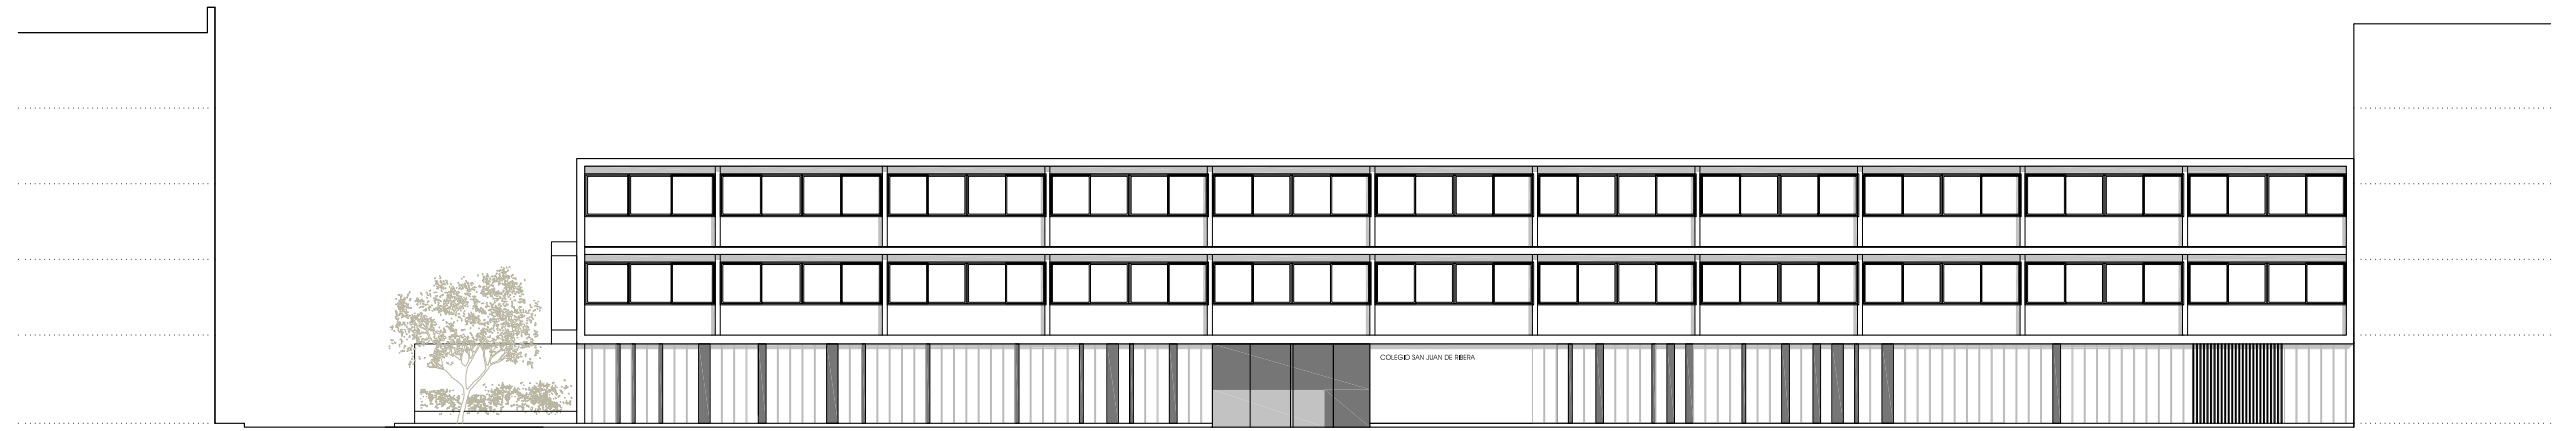 COLEGIO SAN JUAN DE RIBERA